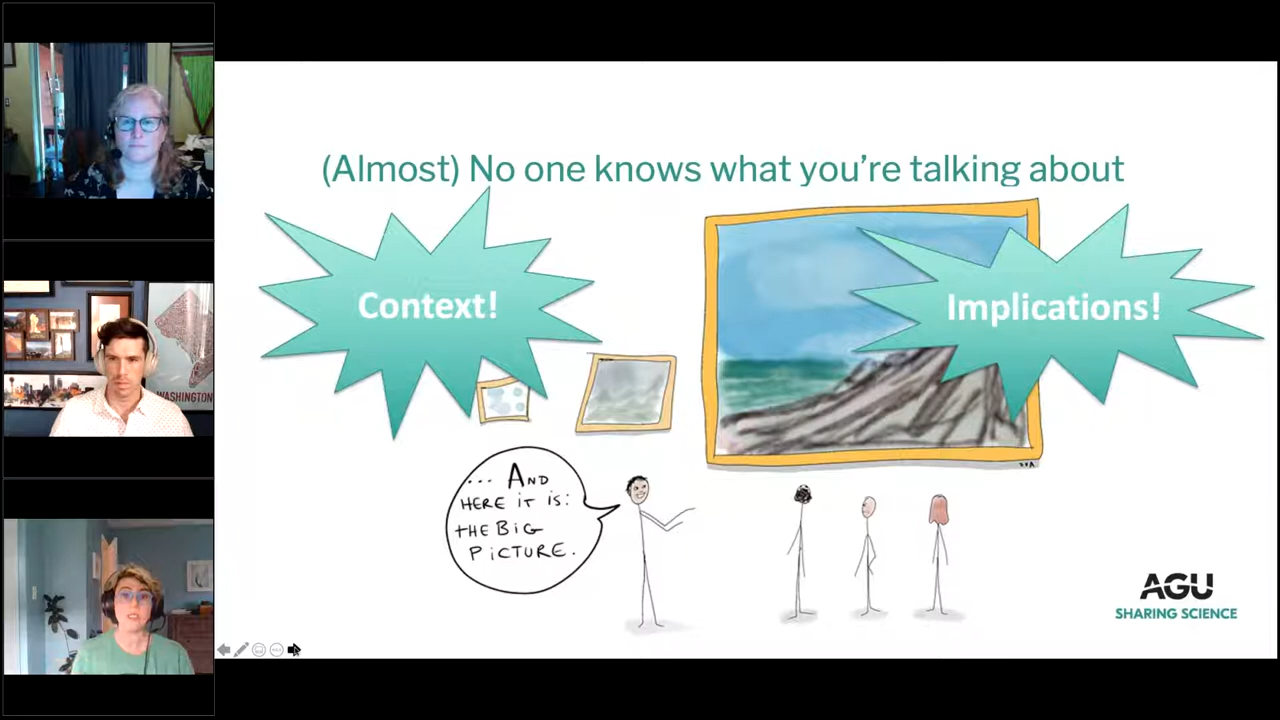 (Almost) No one knows what you're talking about
Context!
Implications!
... AND
HERE IT IS:
THE BIG
PICTURE.
AGU
SHARING SCIENCE
WASHINGTON